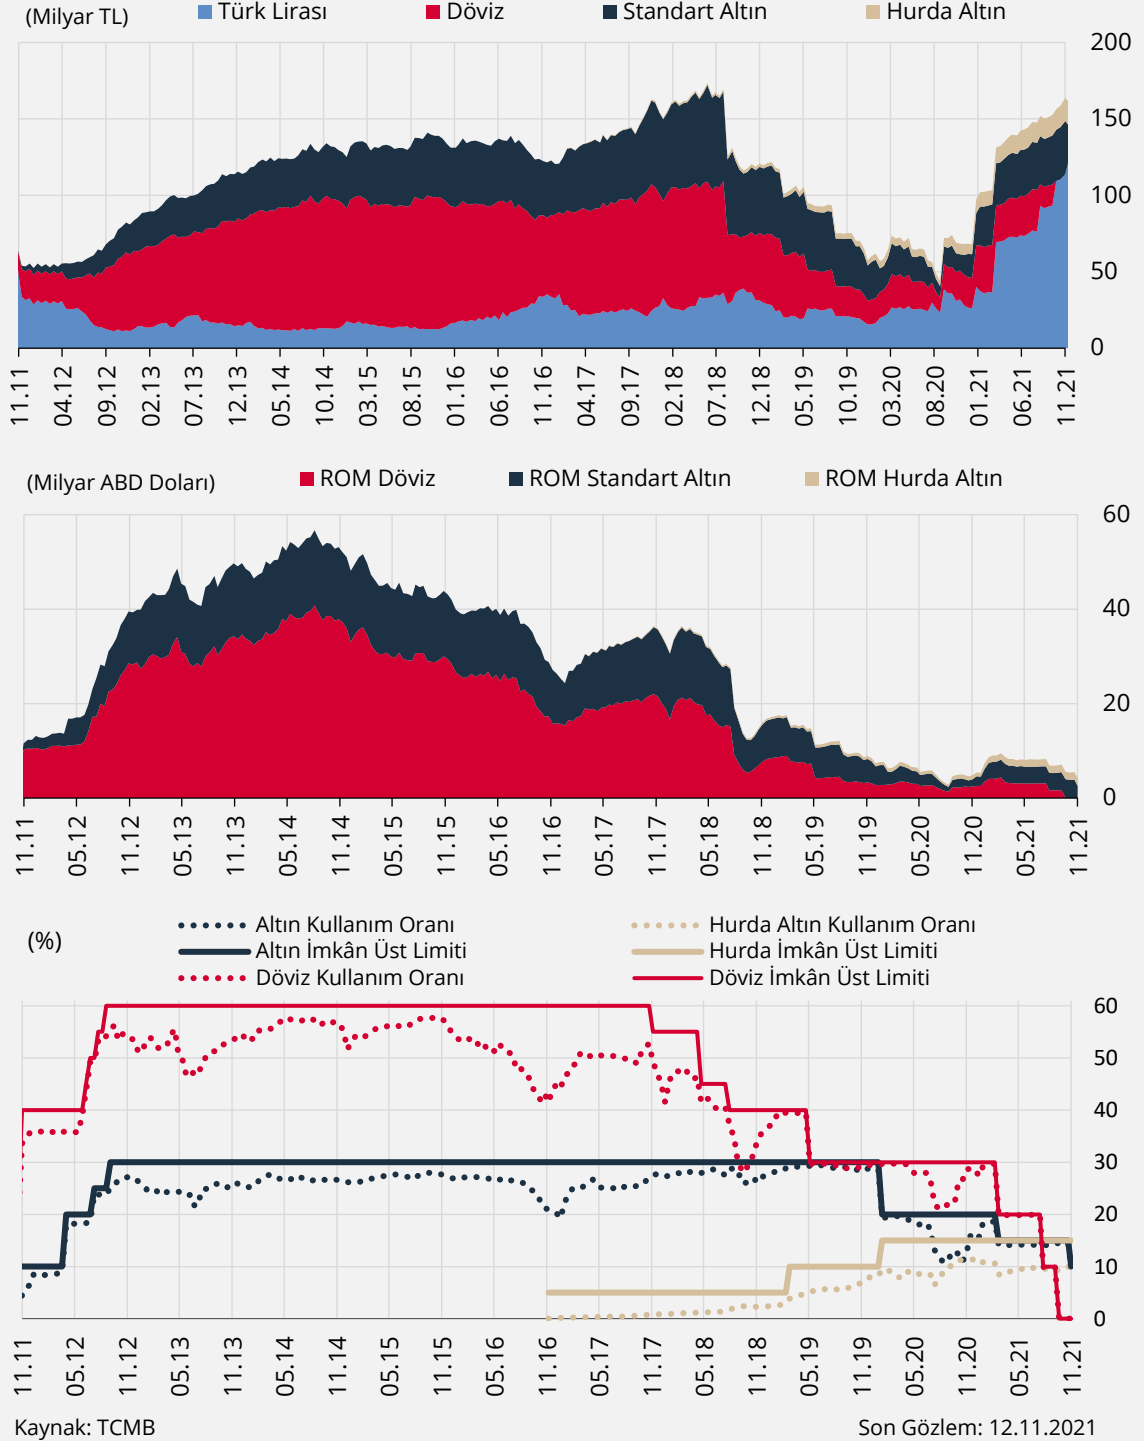 (Milyar TL) Türk Lirası Döviz Standart Altın Hurda Altın
200
150
100
50
0
11.11 04.12 09.12 02.13 07.13 12.13 05.14 10.14 03.15 08.15 01.16 06.16 11.16 04.17 09.17 02.18 07.18 12.18 05.19 10.19 03.20 08.20 01.21 06.21 11.21
(Milyar ABD Doları) ROM Döviz ROM Standart Altın ROM Hurda Altın
60
40
20
0
11.11 05.12 11.12 05.13 11.13 05.14 11.14 05.15 11.15 05.16 11.16 05.17 11.17 05.18 11.18 05.19 11.19 05.20 11.20 05.21 11.21
(%)
Altın Kullanım Oranı Hurda Altın Kullanım Oranı
Altın İmkân Üst Limiti Hurda İmkân Üst Limiti
Döviz Kullanım Oranı Döviz İmkân Üst Limiti
60
50
40
30
20
10
0
11.11 05.12 11.12 05.13 11.13 05.14 11.14 05.15 11.15 05.16 11.16 05.17 11.17 05.18 11.18 05.19 11.19 05.20 11.20 05.21 11.21
Kaynak: TCMB Son Gözlem: 12.11.2021